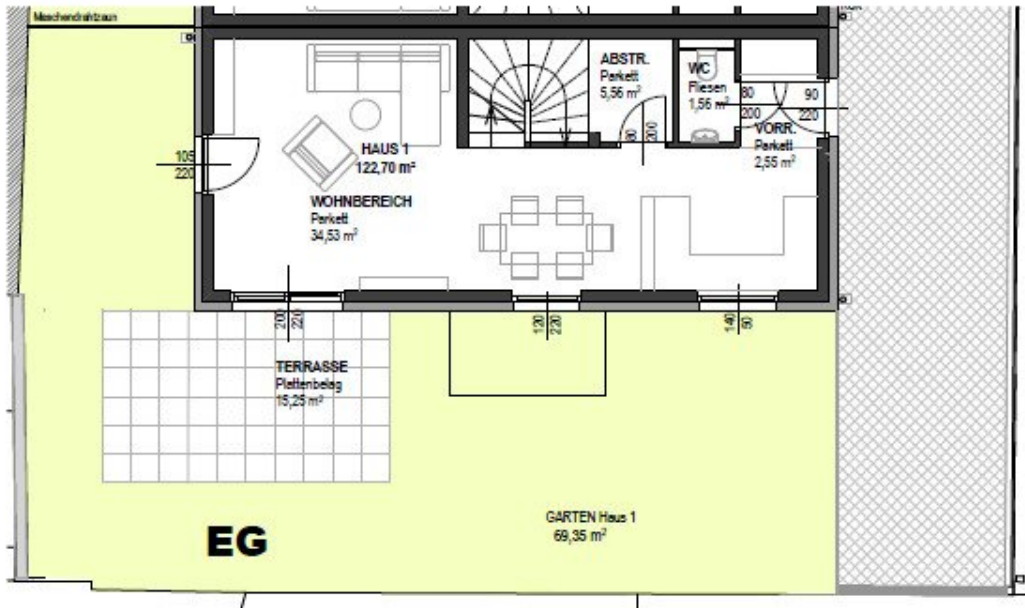 Maschendrahtzaun
ABSTR.
Parkett
5,56 m²
WC
Fliesen
1,56 m²
80
200
90
220
VORR.
Parkett
2,55 m²
80
200
HAUS 1
122,70 m²
105
220
WOHNBEREICH
Parkett
34,53 m²
200
220
120
220
140
90
TERRASSE
Plattenbelag
15,25 m²
GARTEN Haus 1
69,35 m²
EG